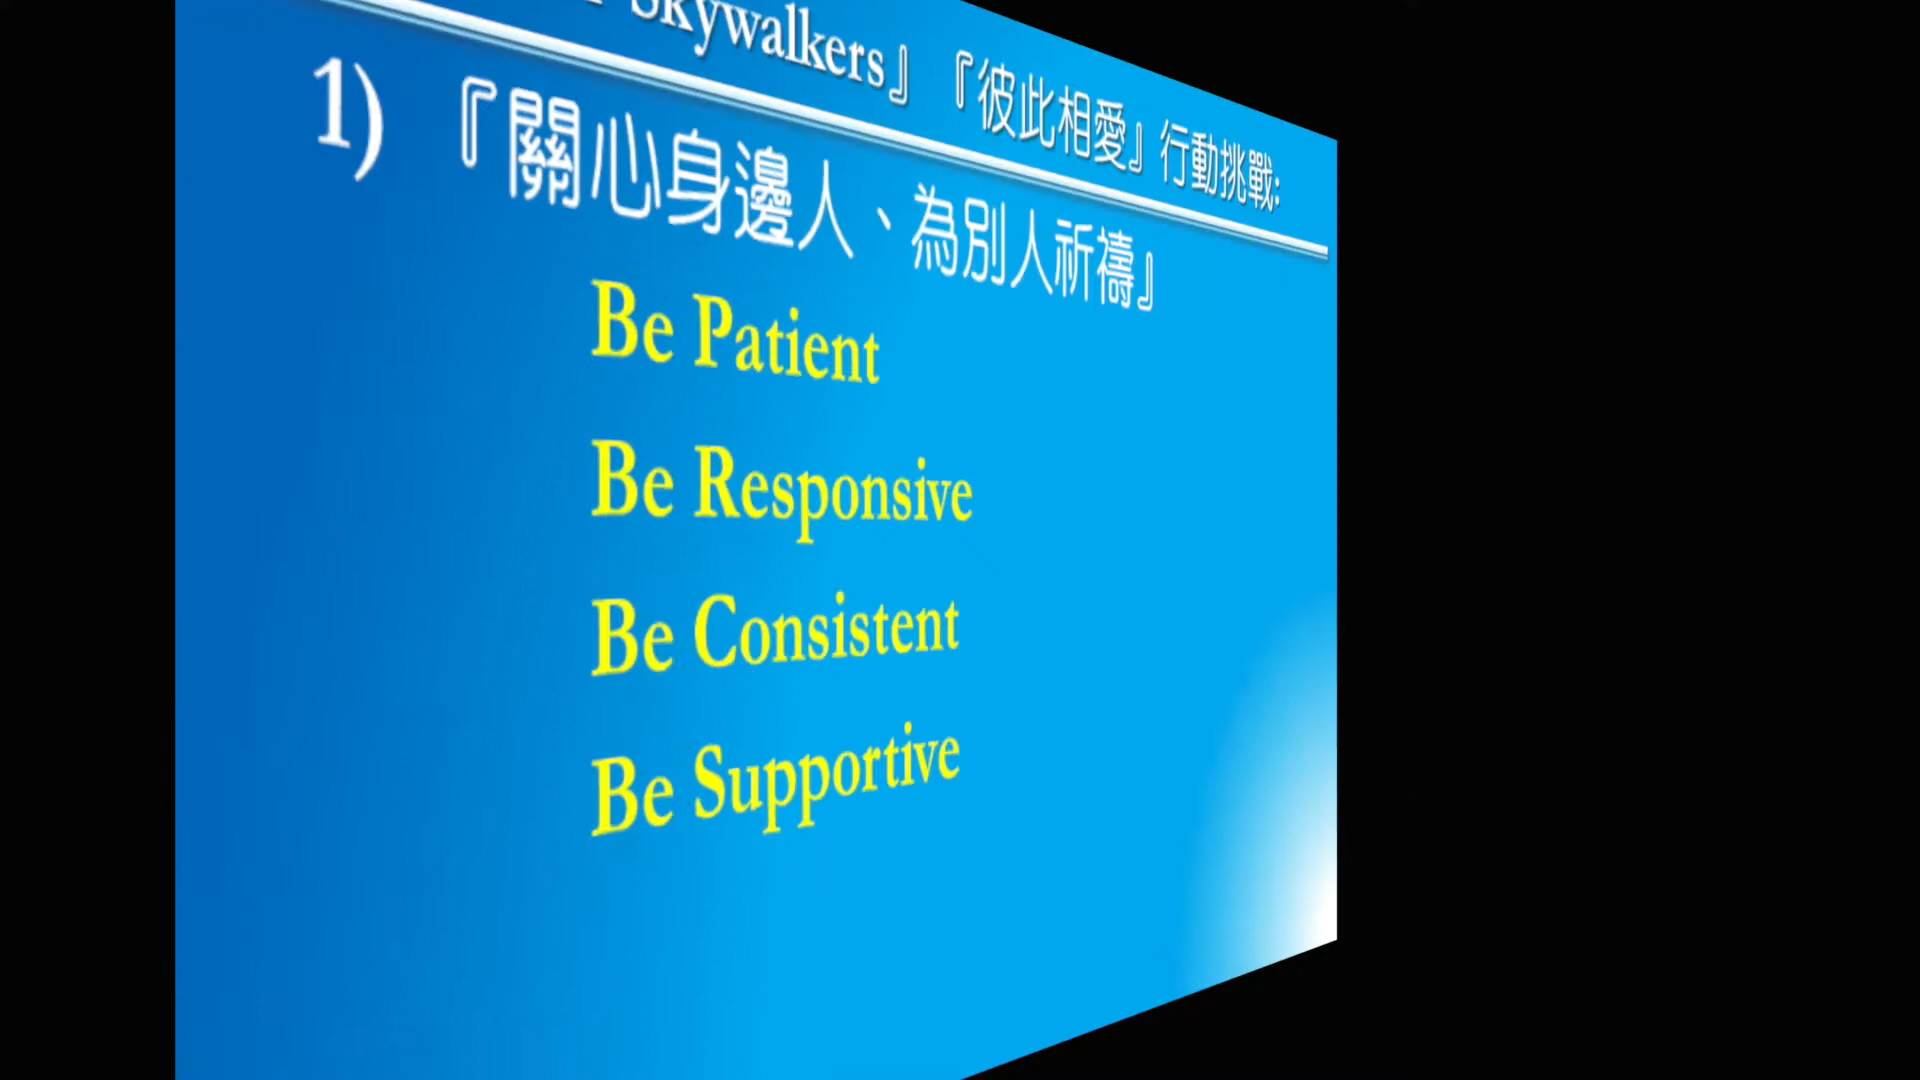 Skywalkers』『彼此相愛』行動挑戰:
1) 『關心身邊人、為別人祈禱』
Be Patient
Be Responsive
Be Consistent
Be Supportive